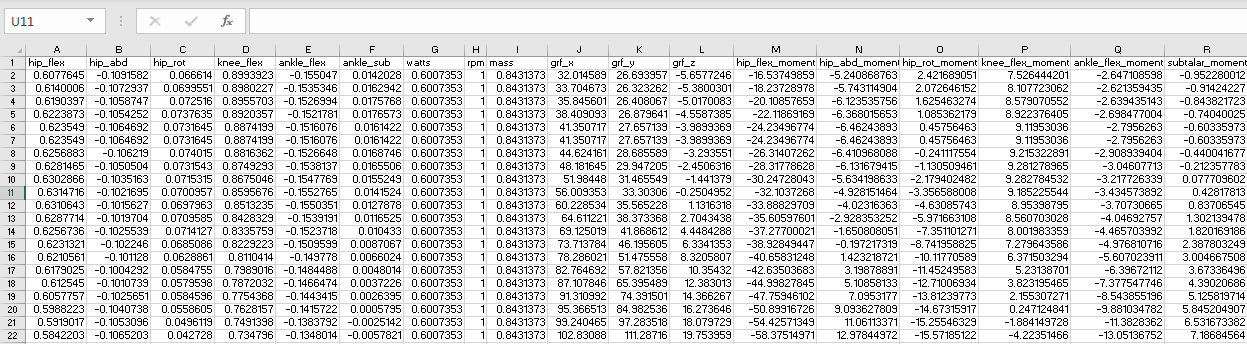 U11 fx
A B C D E F G H I J K L M N O P Q R
1 hip_flex hip_abd hip_rot knee_flex ankle_flex ankle_sub watts rpm mass grf_x grf_y grf_z hip_flex_moment hip_abd_moment hip_rot_moment knee_flex_moment ankle_flex_moment subtalar_moment
2 0.6077645 -0.1091582 0.066614 0.8993923 -0.155047 0.0142028 0.6007353 1 0.8431373 32.014589 26.693957 -5.6577246 -16.53749859 -5.240868763 2.421689051 7.526444201 -2.647108598 -0.952280012
3 0.6140006 -0.1072937 0.0699551 0.8980227 -0.1535346 0.0162942 0.6007353 1 0.8431373 33.704673 26.323262 -5.3800301 -18.23728978 -5.743114904 2.072646152 8.107723062 -2.621359435 -0.91424227
4 0.6190397 -0.1058747 0.072516 0.8955703 -0.1526994 0.0175768 0.6007353 1 0.8431373 35.845601 26.408067 -5.0170083 -20.10857659 -6.123535756 1.625463274 8.579070552 -2.639435143 -0.843821723
5 0.6223873 -0.1054252 0.0737635 0.8920357 -0.1521781 0.0176573 0.6007353 1 0.8431373 38.409093 26.879641 -4.5587385 -22.11869169 -6.368015653 1.085362179 8.922376405 -2.698477004 -0.74040025
6 0.623549 -0.1064692 0.0731645 0.8874199 -0.1516076 0.0161422 0.6007353 1 0.8431373 41.350717 27.657139 -3.9899369 -24.23496774 -6.46243893 0.45756463 9.11953036 -2.7956263 -0.60335973
7 0.623549 -0.1064692 0.0731645 0.8874199 -0.1516076 0.0161422 0.6007353 1 0.8431373 41.350717 27.657139 -3.9899369 -24.23496774 -6.46243893 0.45756463 9.11953036 -2.7956263 -0.60335973
8 0.6256883 -0.106219 0.074015 0.8816362 -0.1526648 0.0168746 0.6007353 1 0.8431373 44.624161 28.685589 -3.293551 -26.31407262 -6.410968088 -0.241117554 9.215322891 -2.908939404 -0.440041677
9 0.6281465 -0.1050504 0.0731543 0.8749293 -0.1538137 0.0165506 0.6007353 1 0.8431373 48.181645 29.947205 -2.4506316 -28.31778628 -6.131679415 -1.130509461 9.281278965 -3.04607713 -0.212357783
10 0.6302866 -0.1035163 0.0715315 0.8675046 -0.1547769 0.0155249 0.6007353 1 0.8431373 51.98448 31.465549 -1.441379 -30.24728043 -5.634198633 -2.179402482 9.282784532 -3.217726339 0.077709602
11 0.6314716 -0.1021695 0.0700957 0.8595676 -0.1552765 0.0141524 0.6007353 1 0.8431373 56.009353 33.30306 -0.2504952 -32.1037268 -4.928151464 -3.356588008 9.185225544 -3.434573892 0.42817813
12 0.6310643 -0.1015627 0.0697963 0.8513235 -0.1550351 0.0127878 0.6007353 1 0.8431373 60.228534 35.565228 1.1316318 -33.88829709 -4.02316363 -4.63085743 8.95398795 -3.70730665 0.83706545
13 0.6287714 -0.1019704 0.0709585 0.8428330 -0.1539191 0.0116525 0.6007353 1 0.8431373 64.611221 38.373368 2.7043438 -35.60597601 -2.928353252 -5.971663108 8.560703028 -4.04692757 1.302139478
14 0.6256736 -0.1025539 0.0714127 0.8335759 -0.1523718 0.010433 0.6007353 1 0.8431373 69.125019 41.868612 4.4484288 -37.27700021 -1.650808051 -7.351101271 8.001983359 -4.465703992 1.820169186
15 0.6231321 -0.102246 0.0685086 0.8229223 -0.1509599 0.0087067 0.6007353 1 0.8431373 73.713784 46.195605 6.3341353 -38.92849447 -0.197217319 -8.741958825 7.279643586 -4.976810716 2.387803249
16 0.6210561 -0.101128 0.0628861 0.8110414 -0.149778 0.0066024 0.6007353 1 0.8431373 78.286021 51.475558 8.3205807 -40.65831248 1.423218721 -10.11770589 6.371503294 -5.607023911 3.004667508
17 0.6179025 -0.1004292 0.0584755 0.7989016 -0.1484488 0.0048014 0.6007353 1 0.8431373 82.764692 57.821356 10.35432 -42.63503683 3.19878891 -11.45249583 5.23138701 -6.39672112 3.67336496
18 0.612545 -0.1010739 0.0579598 0.7872032 -0.1466474 0.0037226 0.6007353 1 0.8431373 87.107846 65.395489 12.383013 -44.99827845 5.10858133 -12.71006934 3.823195465 -7.377547746 4.39020686
19 0.6057757 -0.1025651 0.0584596 0.7754368 -0.1443415 0.0026395 0.6007353 1 0.8431373 91.310992 74.391501 14.366267 -47.75946102 7.0953177 -13.81239773 2.155307271 -8.543855196 5.125819714
20 0.5988223 -0.1040738 0.0558605 0.7628157 -0.1415722 0.0005795 0.6007353 1 0.8431373 95.366513 84.982536 16.273646 -50.89916726 9.093627809 -14.67315917 0.247124841 -9.881034782 5.845204907
21 0.5919017 -0.1053096 0.0496119 0.7491398 -0.1383792 -0.0025142 0.6007353 1 0.8431373 99.240465 97.283518 18.079729 -54.42571349 11.06113371 -15.25546329 -1.884149728 -11.3828362 6.531673382
22 0.5842203 -0.1065203 0.042728 0.734796 -0.1348014 -0.0057821 0.6007353 1 0.8431373 102.83088 111.28716 19.753959 -58.37514971 12.97844972 -15.57185122 -4.22351466 -13.05136752 7.18684564